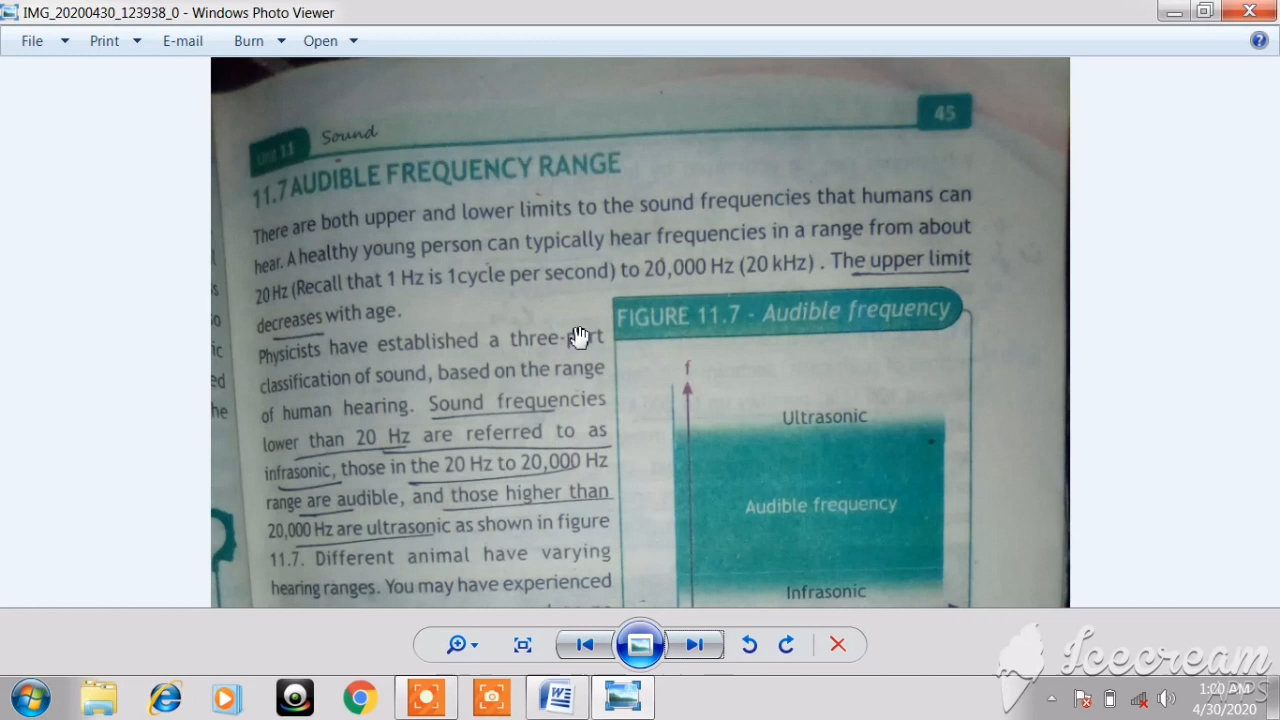 IMG_20200430_123938_0 - Windows Photo Viewer
File Print E-mail Burn Open
45
Unit 11 Sound
11.7 AUDIBLE FREQUENCY RANGE
There are both upper and lower limits to the sound frequencies that humans can
hear. A healthy young person can typically hear frequencies in a range from about
20 Hz (Recall that 1 Hz is 1cycle per second) to 20,000 Hz (20 kHz) . The upper limit
decreases with age.
Physicists have established a three-part
classification of sound, based on the range
of human hearing. Sound frequencies
lower than 20 Hz are referred to as
infrasonic, those in the 20 Hz to 20,000 Hz
range are audible, and those higher than
20,000 Hz are ultrasonic as shown in figure
11.7. Different animal have varying
hearing ranges. You may have experienced
FIGURE 11.7 - Audible frequency
f
Ultrasonic
Audible frequency
Infrasonic
s
so
ic
ed
he
Icecream
APPS
1:00 AM
4/30/2020